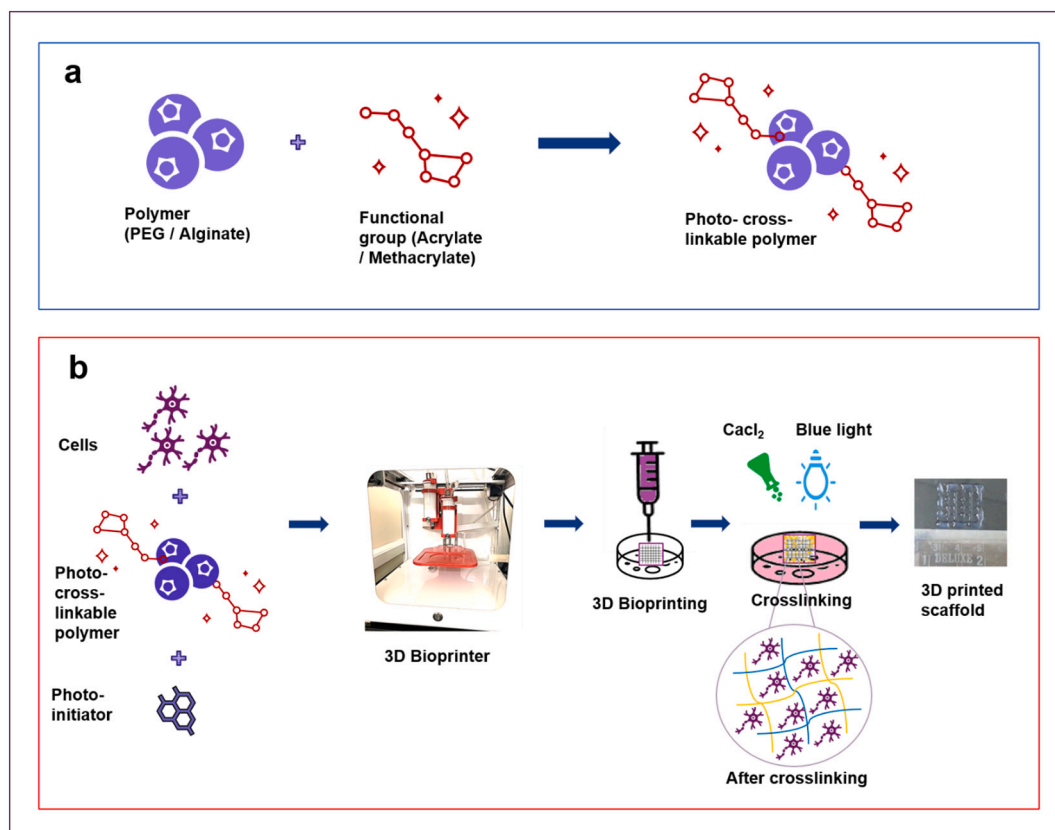 a
Polymer
(PEG / Alginate)
Functional
group (Acrylate
/ Methacrylate)
Photo- cross-
linkable polymer
b
Cells
Photo-
cross-
linkable
polymer
Photo-
initiator
3D Bioprinter
3D Bioprinting
Cacl₂
Blue light
Crosslinking
After crosslinking
DELUXE 2
3D printed
scaffold